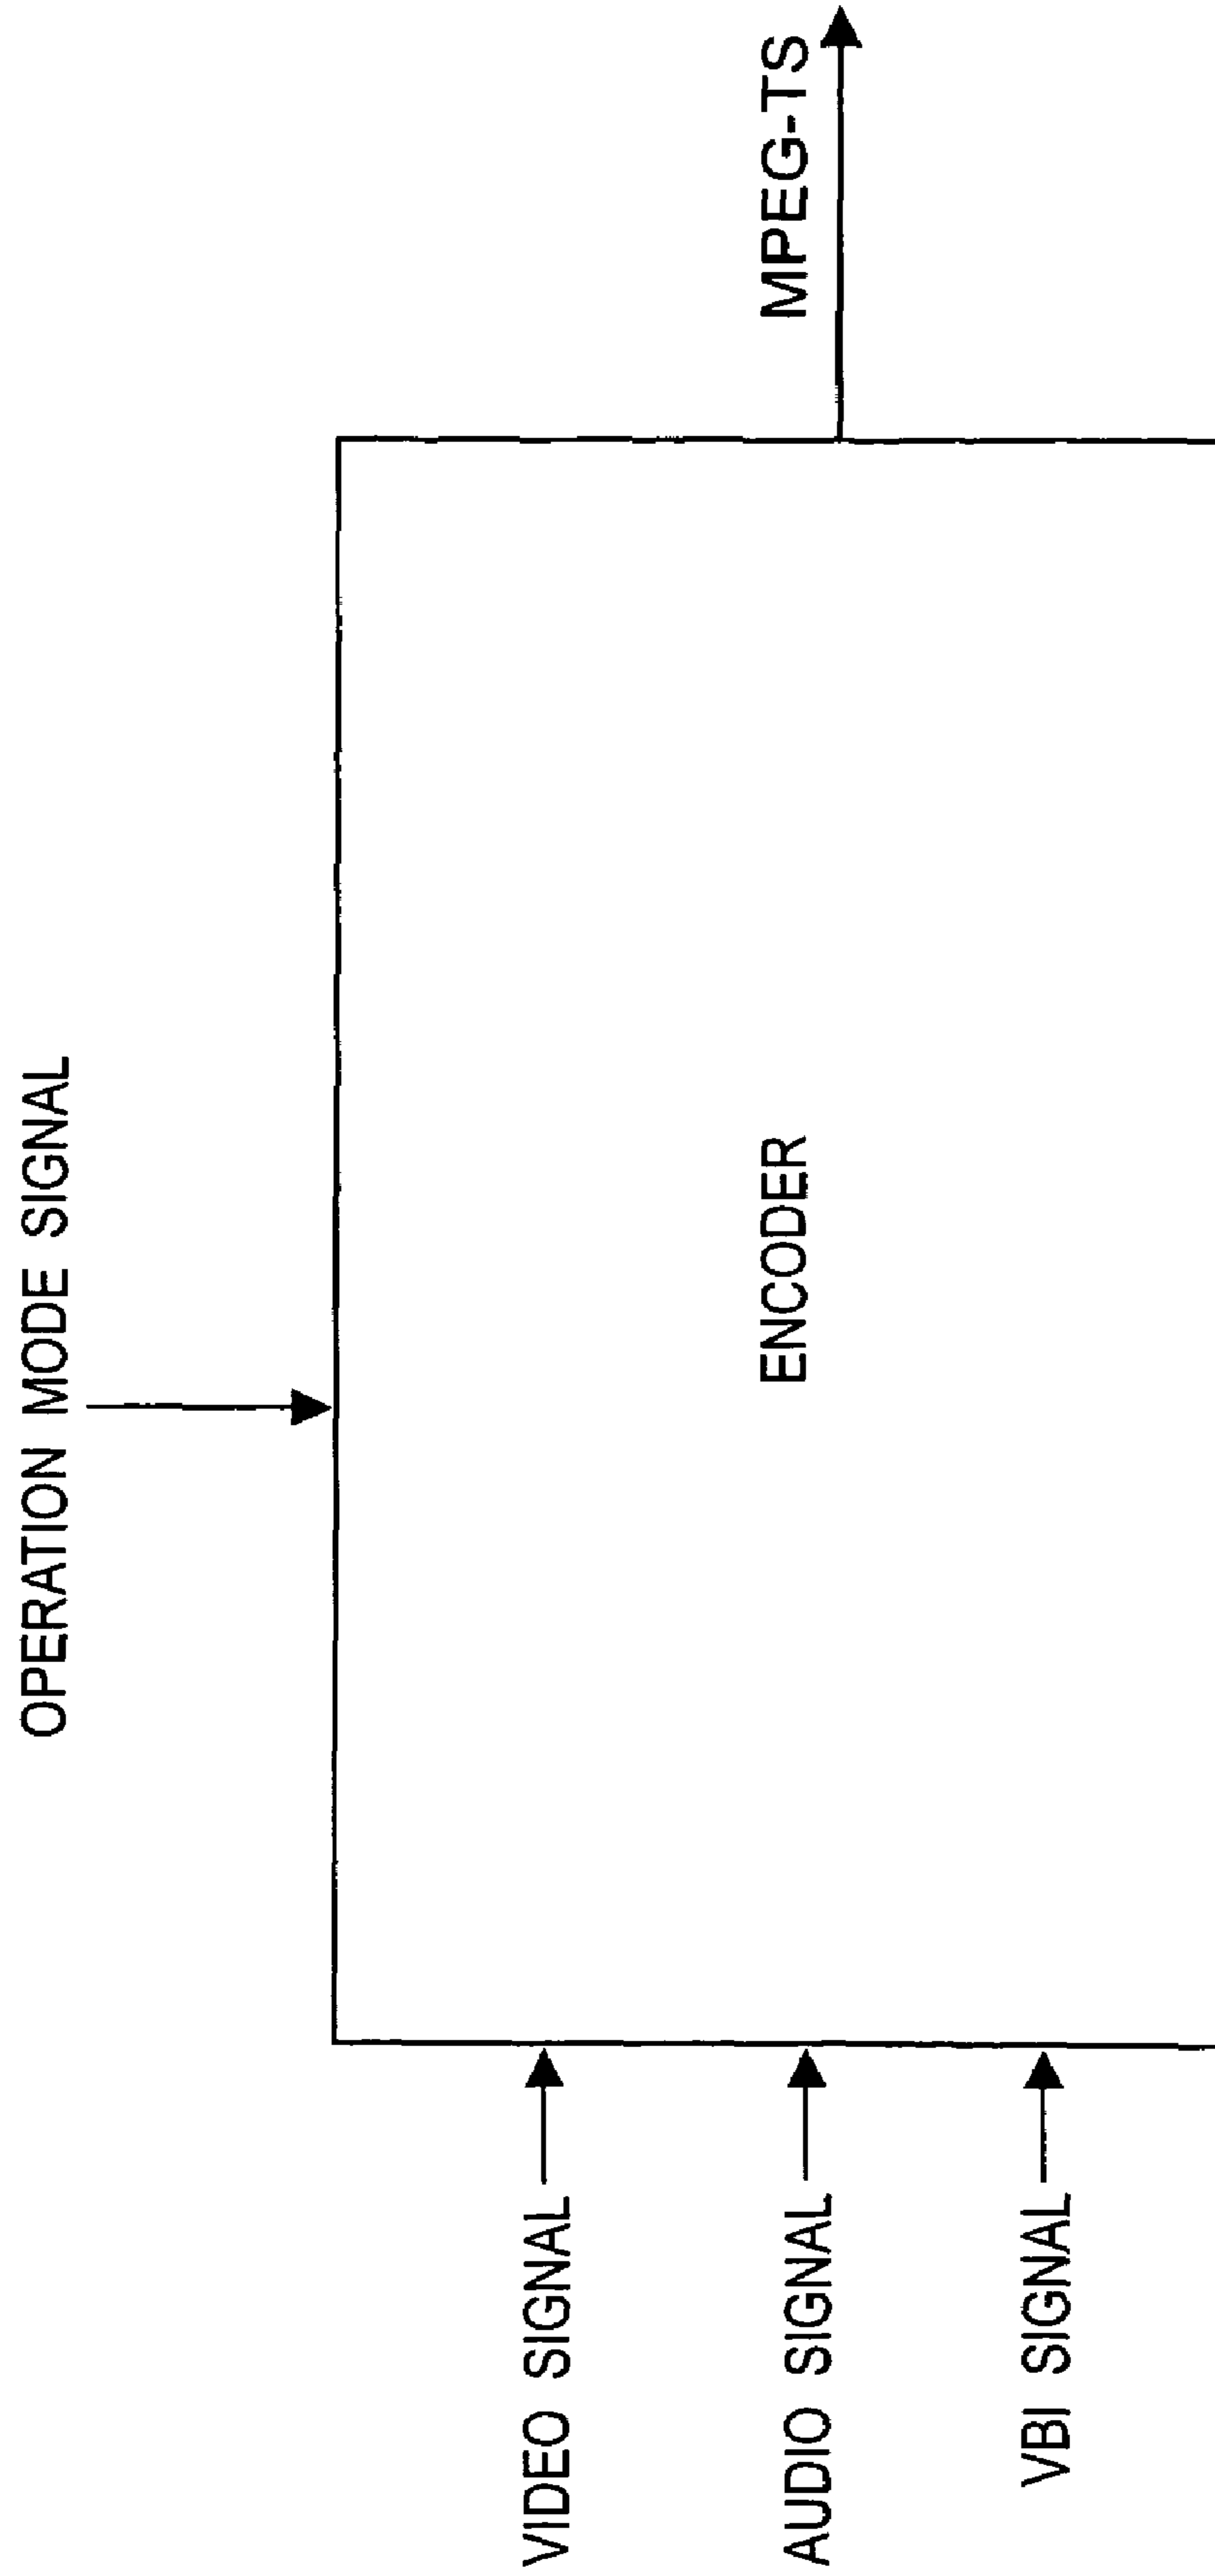 OPERATION MODE SIGNAL
VIDEO SIGNAL
AUDIO SIGNAL
VBI SIGNAL
ENCODER
MPEG-TS